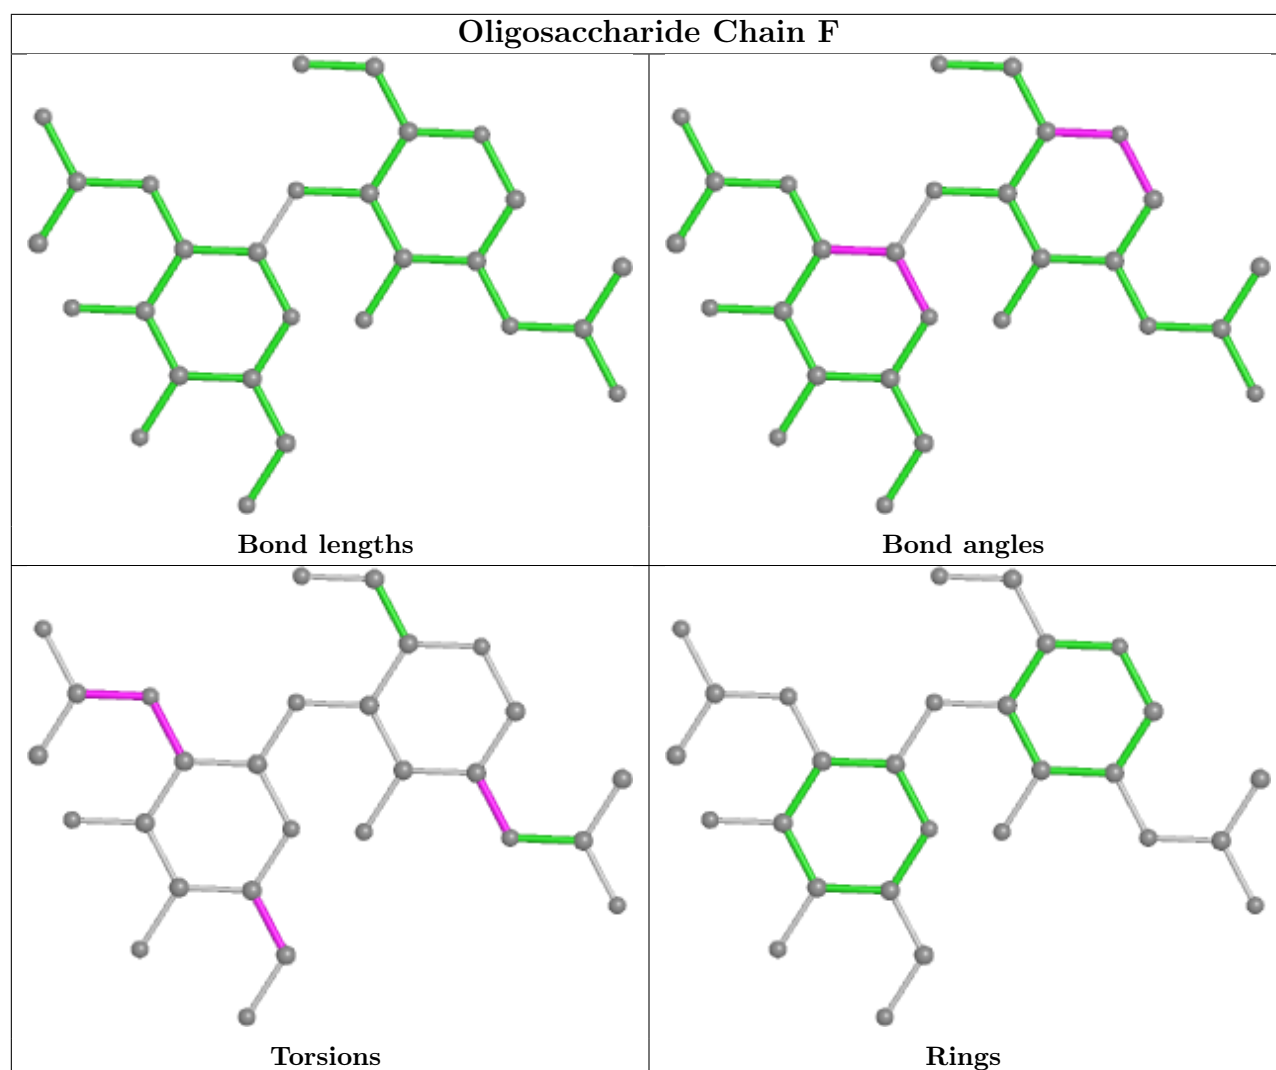 Oligosaccharide Chain F
Bond lengths
Bond angles
Torsions
Rings